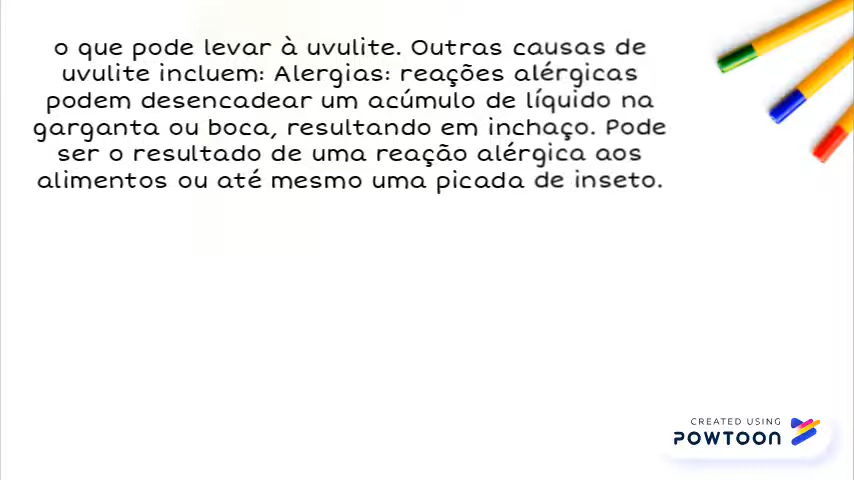 o que pode levar à uvulite. Outras causas de
uvulite incluem: Alergias: reações alérgicas
podem desencadear um acúmulo de líquido na
garganta ou boca, resultando em inchaço. Pode
ser o resultado de uma reação alérgica aos
alimentos ou até mesmo uma picada de inseto.
CREATED USING
POWTOON